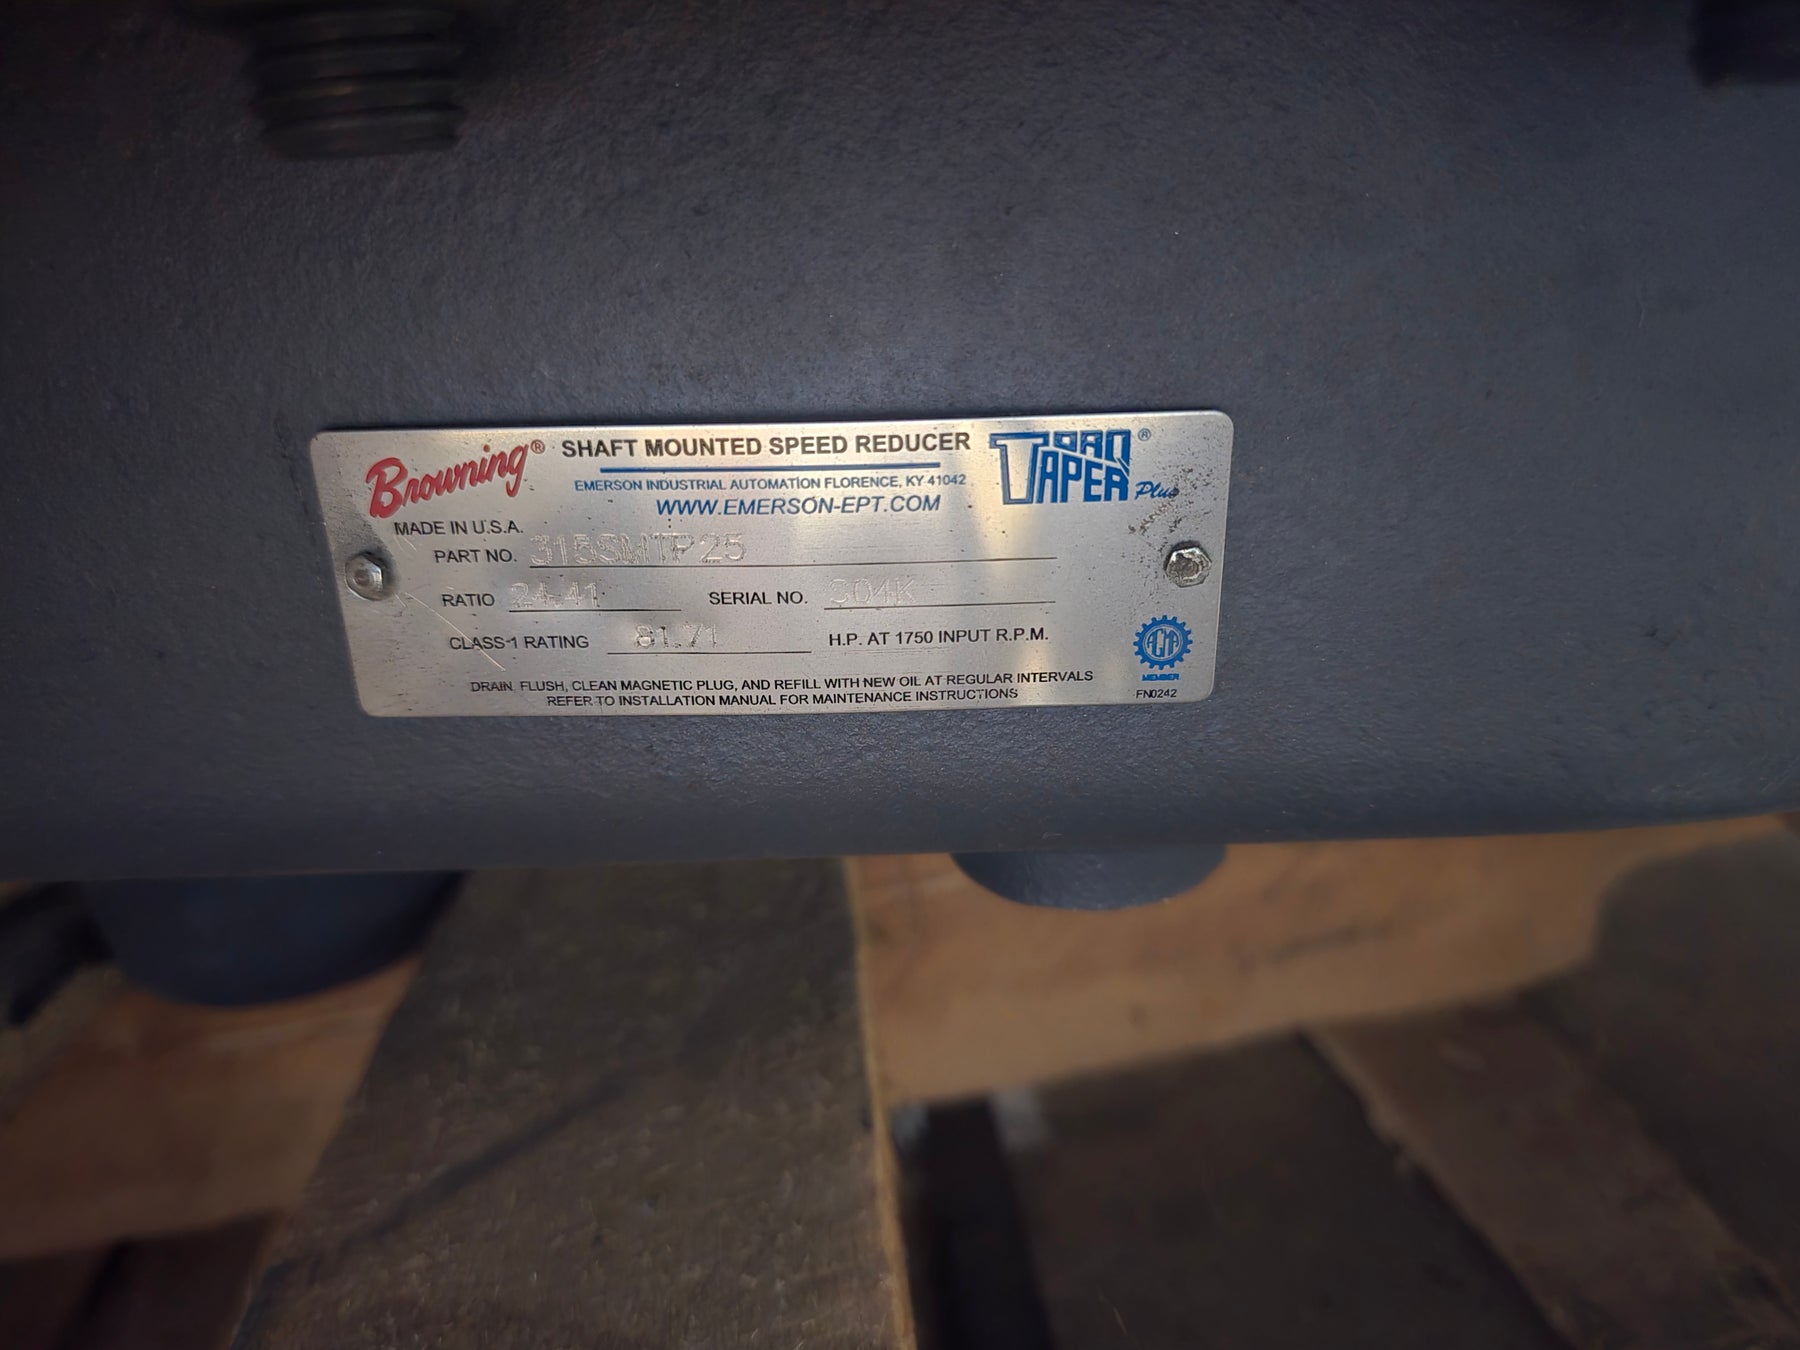 Browning® SHAFT MOUNTED SPEED REDUCER TORQ TAPER Plus®
EMERSON INDUSTRIAL AUTOMATION FLORENCE, KY 41042
WWW.EMERSON-EPT.COM
MADE IN U.S.A.
PART NO. 315SMTP25
RATIO 24.41 SERIAL NO. S04K
CLASS 1 RATING 81.71 H.P. AT 1750 INPUT R.P.M.
AGMA
MEMBER
DRAIN, FLUSH, CLEAN MAGNETIC PLUG, AND REFILL WITH NEW OIL AT REGULAR INTERVALS
REFER TO INSTALLATION MANUAL FOR MAINTENANCE INSTRUCTIONS
FN0242